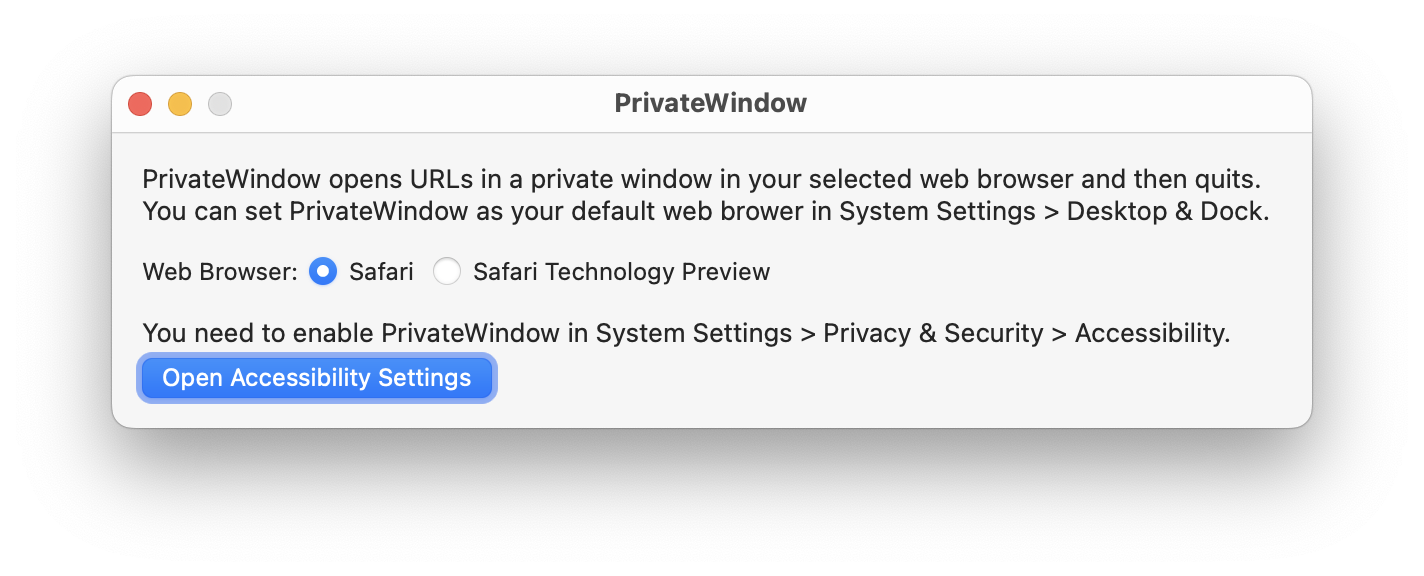 PrivateWindow
PrivateWindow opens URLs in a private window in your selected web browser and then quits.
You can set PrivateWindow as your default web brower in System Settings > Desktop & Dock.
Web Browser: Safari Safari Technology Preview
You need to enable PrivateWindow in System Settings > Privacy & Security > Accessibility.
Open Accessibility Settings